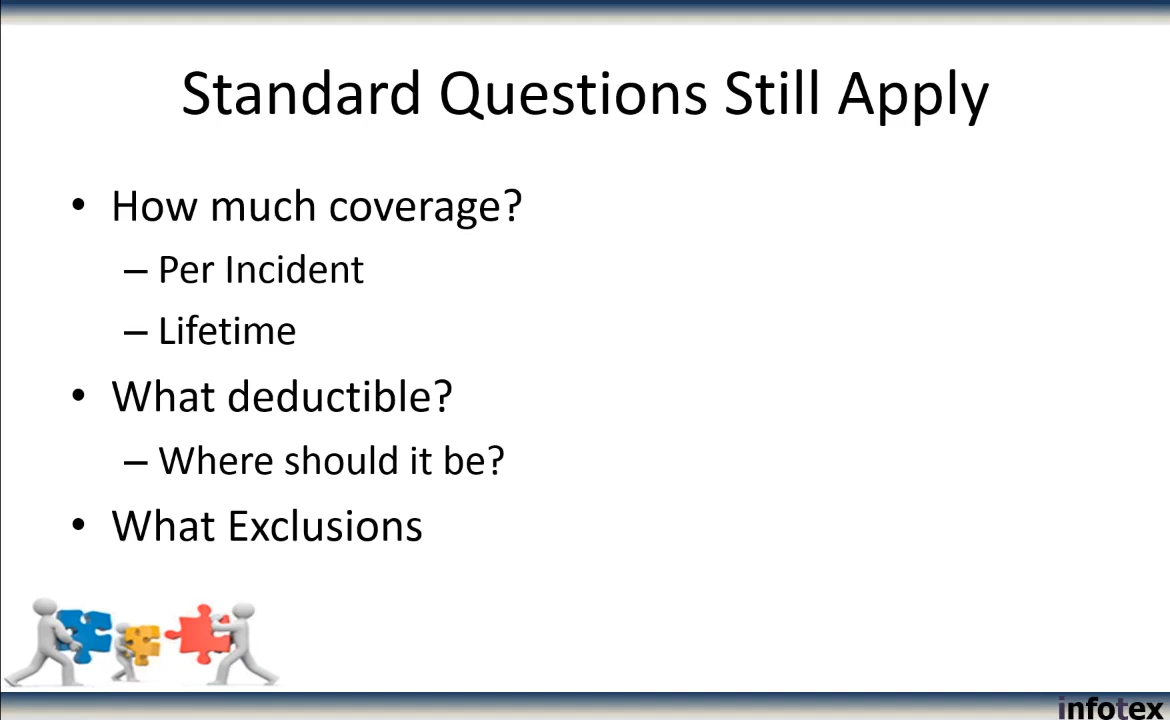 Standard Questions Still Apply
• How much coverage?
– Per Incident
– Lifetime
• What deductible?
– Where should it be?
• What Exclusions
infotex